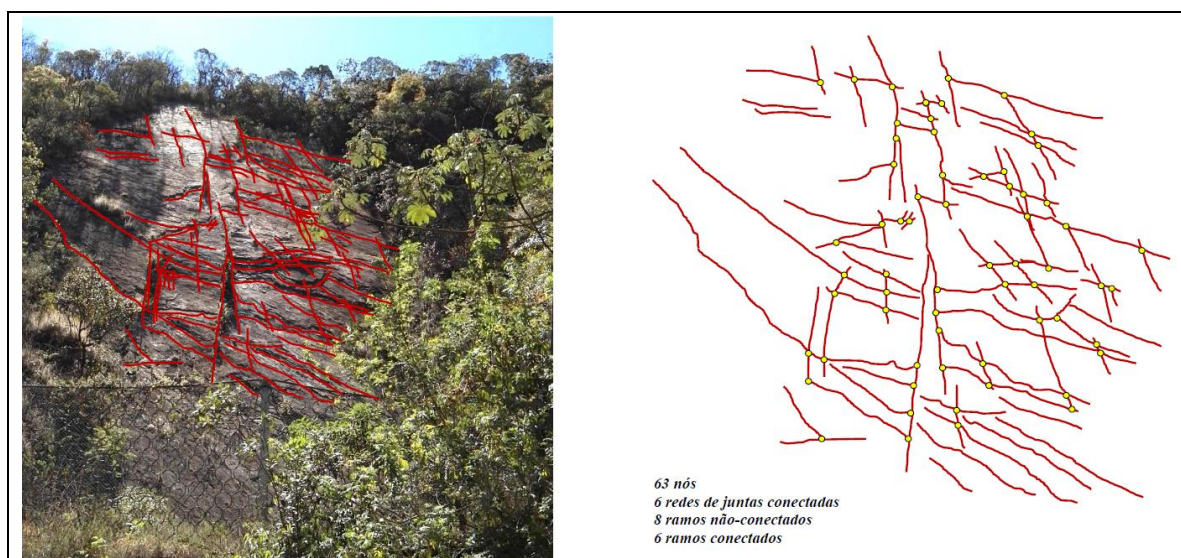 63 nós
6 redes de juntas conectadas
8 ramos não-conectados
6 ramos conectados